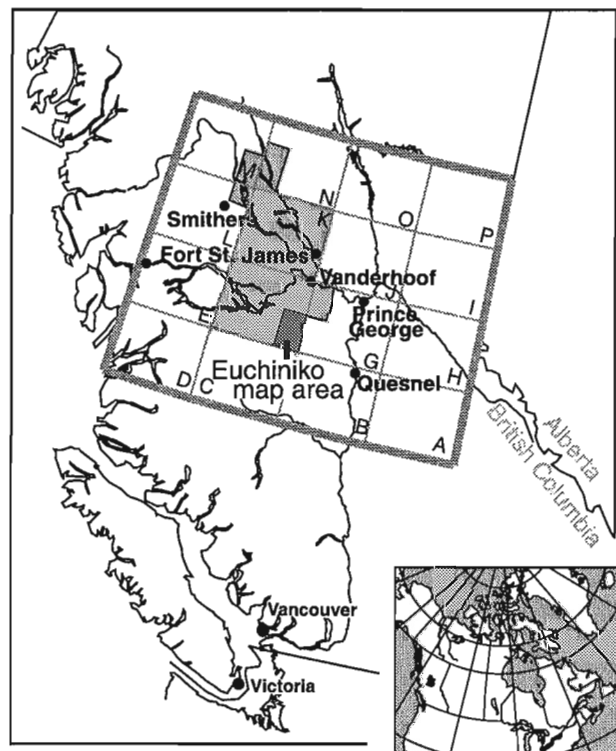 M
N
O
P
Smithers
K
L
Fort St. James
Vanderhoof
J
I
Prince
George
E
Euchiniko
map area
G
H
Quesnel
D
C
B
A
Alberta
British Columbia
Vancouver
Victoria